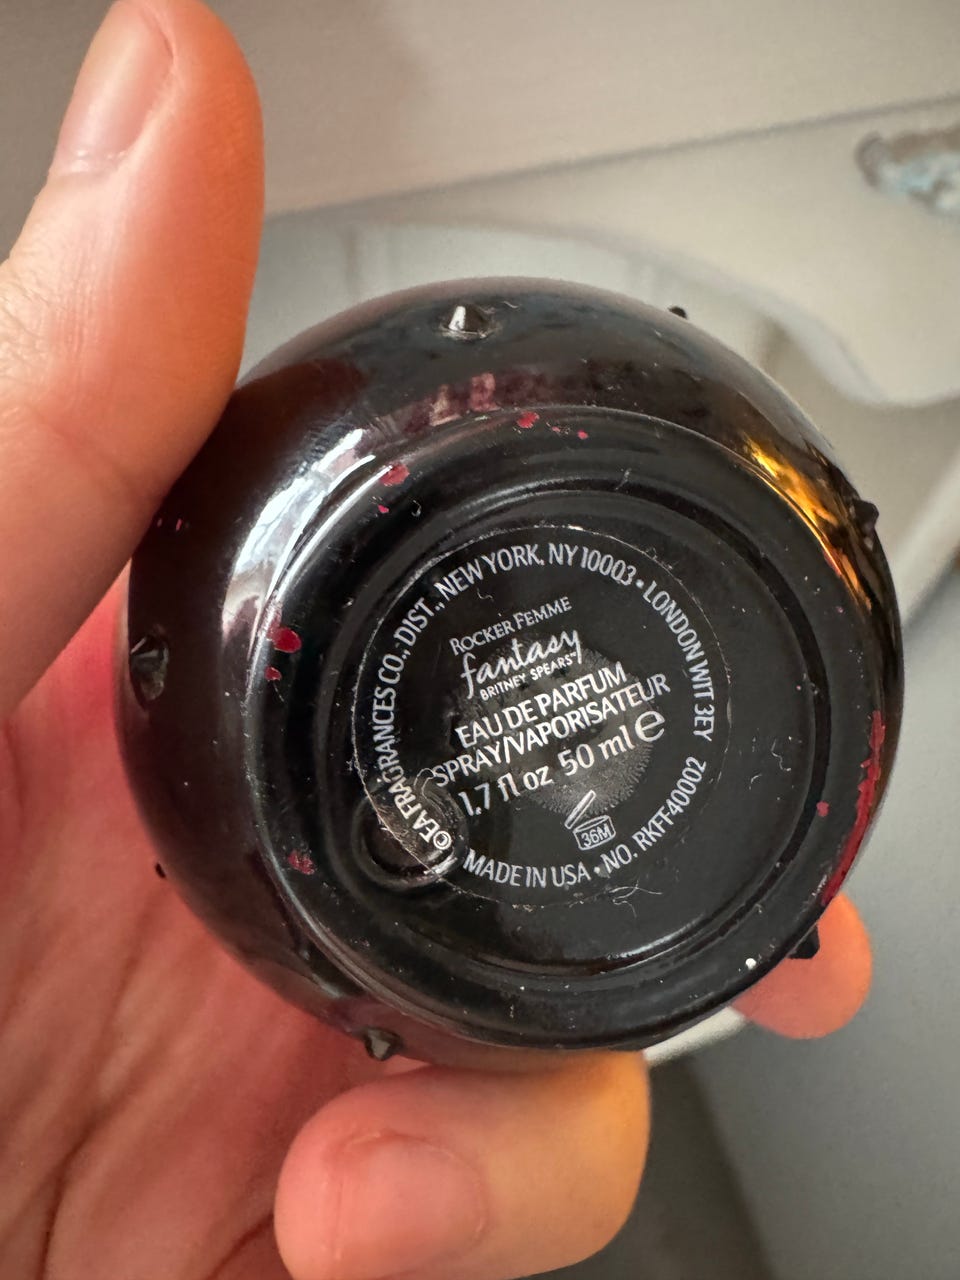 ©EA FRAGRANCES CO., DIST., NEW YORK, NY 10003 • LONDON W1T 3EY
ROCKER FEMME
fantasy
BRITNEY SPEARS™
EAU DE PARFUM
SPRAY/VAPORISATEUR
1.7 fl oz 50 ml ℮
36M
MADE IN USA • NO. RKFF40002